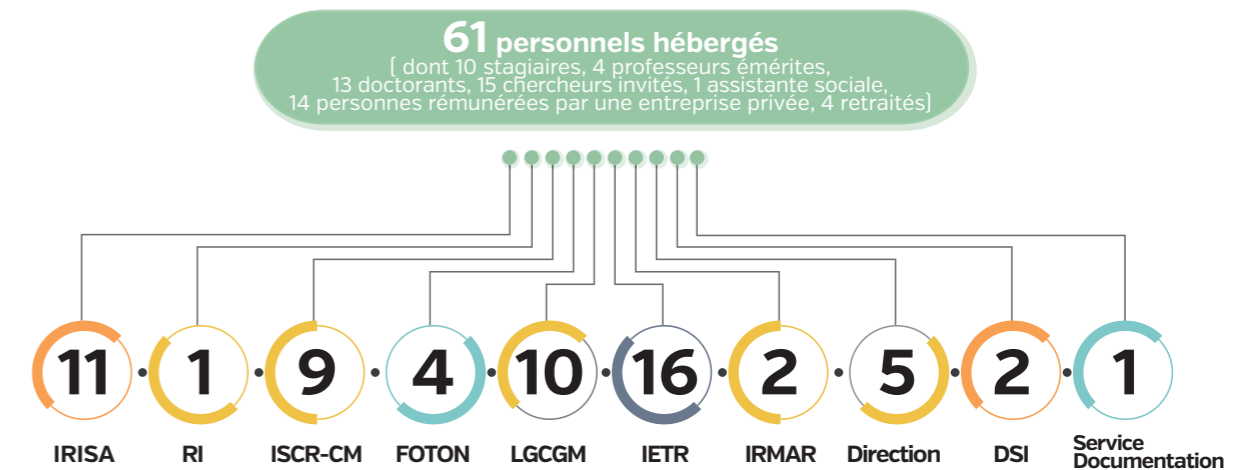 61 personnels hébergés
( dont 10 stagiaires, 4 professeurs émérites,
13 doctorants, 15 chercheurs invités, 1 assistante sociale,
14 personnes rémunérées par une entreprise privée, 4 retraités)
11 1 9 4 10 16 2 5 2 1
IRISA RI ISCR-CM FOTON LGCGM IETR IRMAR Direction DSI Service
Documentation